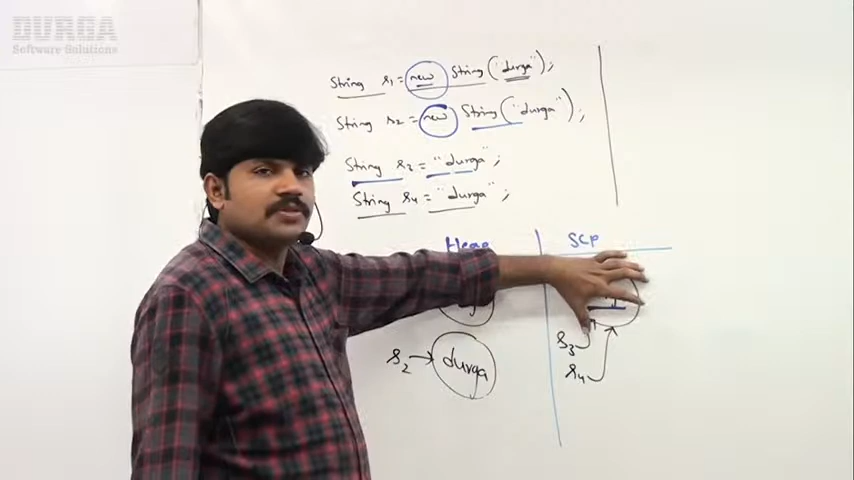 DURGA
Software Solutions
String s1 = new String("durga");
String s2 = new String("durga");
String s3 = "durga";
String s4 = "durga";
Heap SCP
s3
s2 → durga
s4